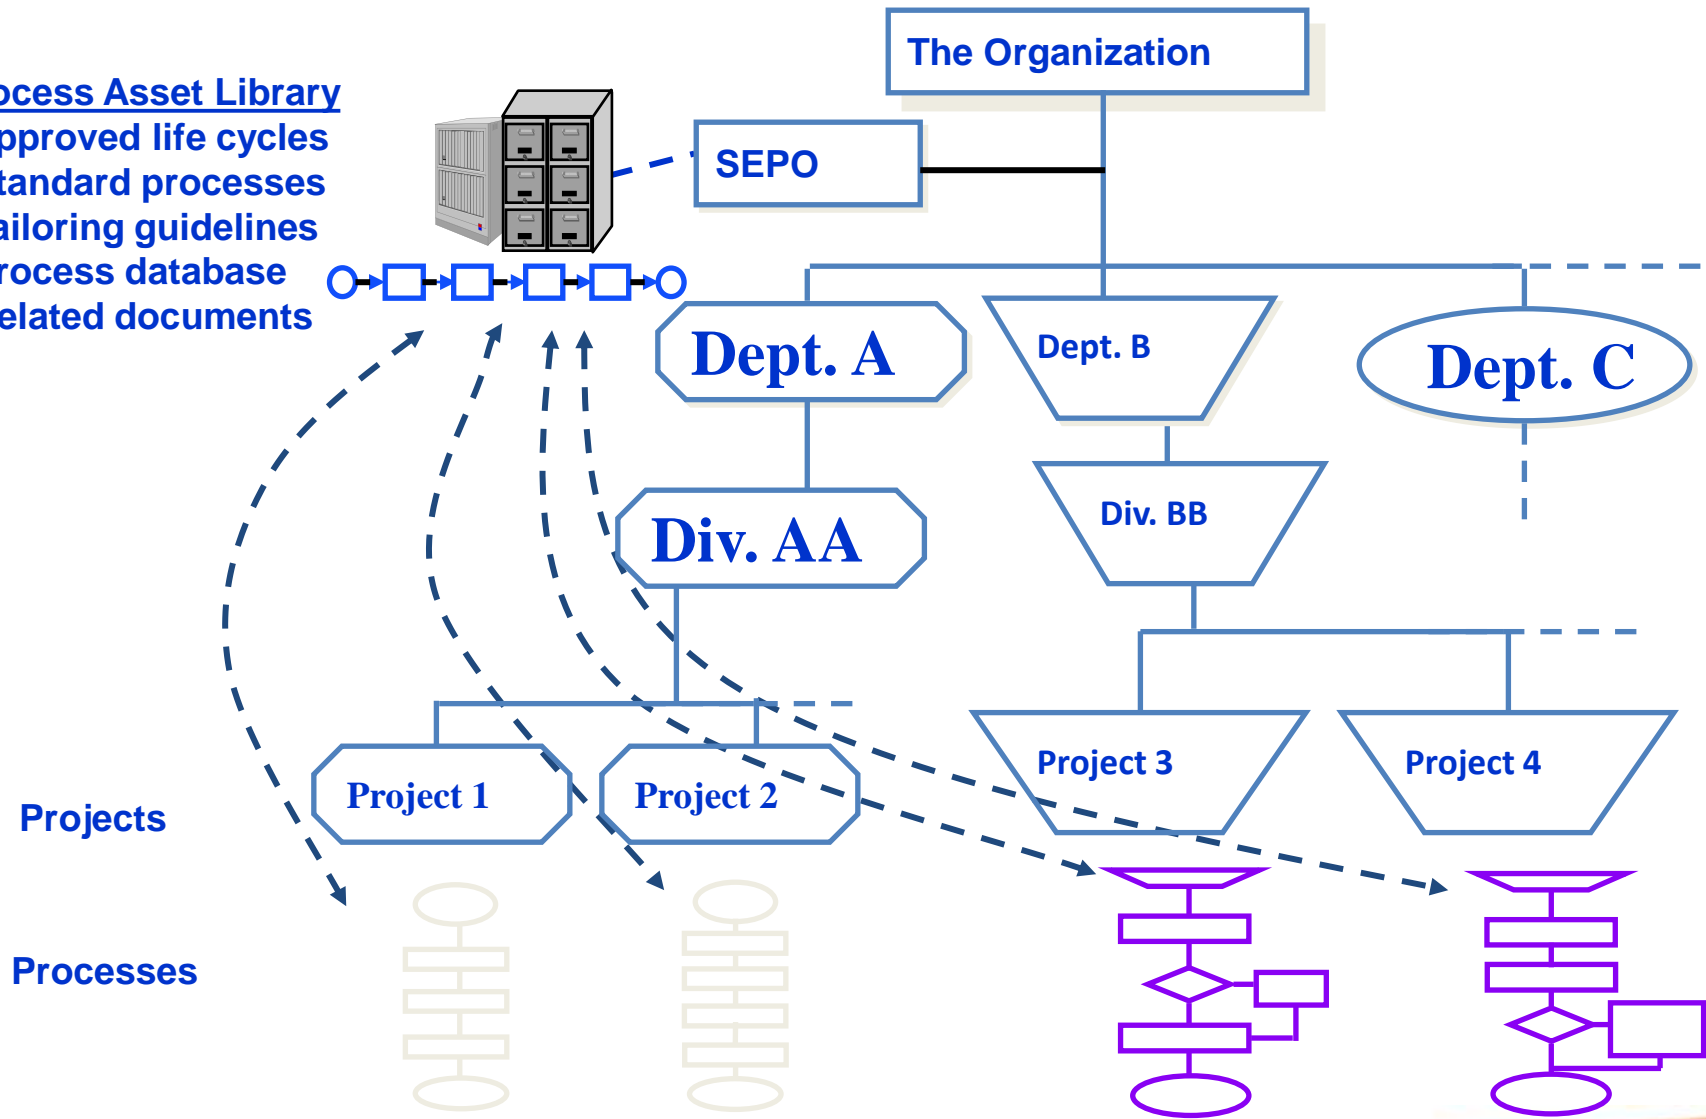 The Organization
ocess Asset Library
pproved life cycles
tandard processes
ailoring guidelines
rocess database
elated documents
SEPO
Dept. A
Dept. B
Dept. C
Div. AA
Div. BB
Project 1
Project 2
Project 3
Project 4
Projects
Processes